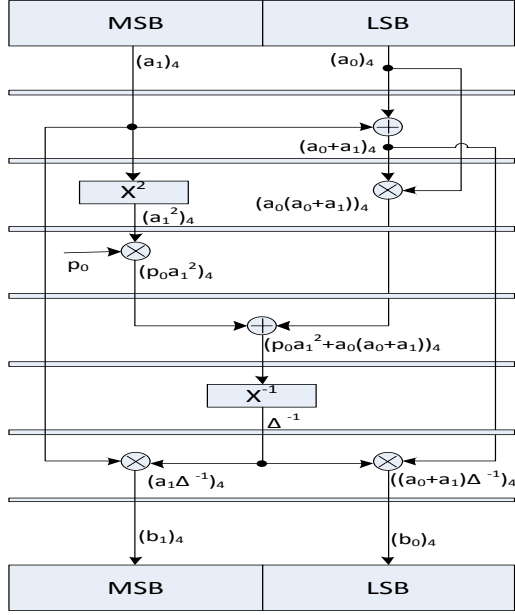 MSB LSB
(a₁)₄ (a₀)₄
(a₀+a₁)₄
X²
(a₁²)₄ (a₀(a₀+a₁))₄
p₀ (p₀a₁²)₄
(p₀a₁²+a₀(a₀+a₁))₄
X⁻¹
Δ⁻¹
(a₁Δ⁻¹)₄ ((a₀+a₁)Δ⁻¹)₄
(b₁)₄ (b₀)₄
MSB LSB